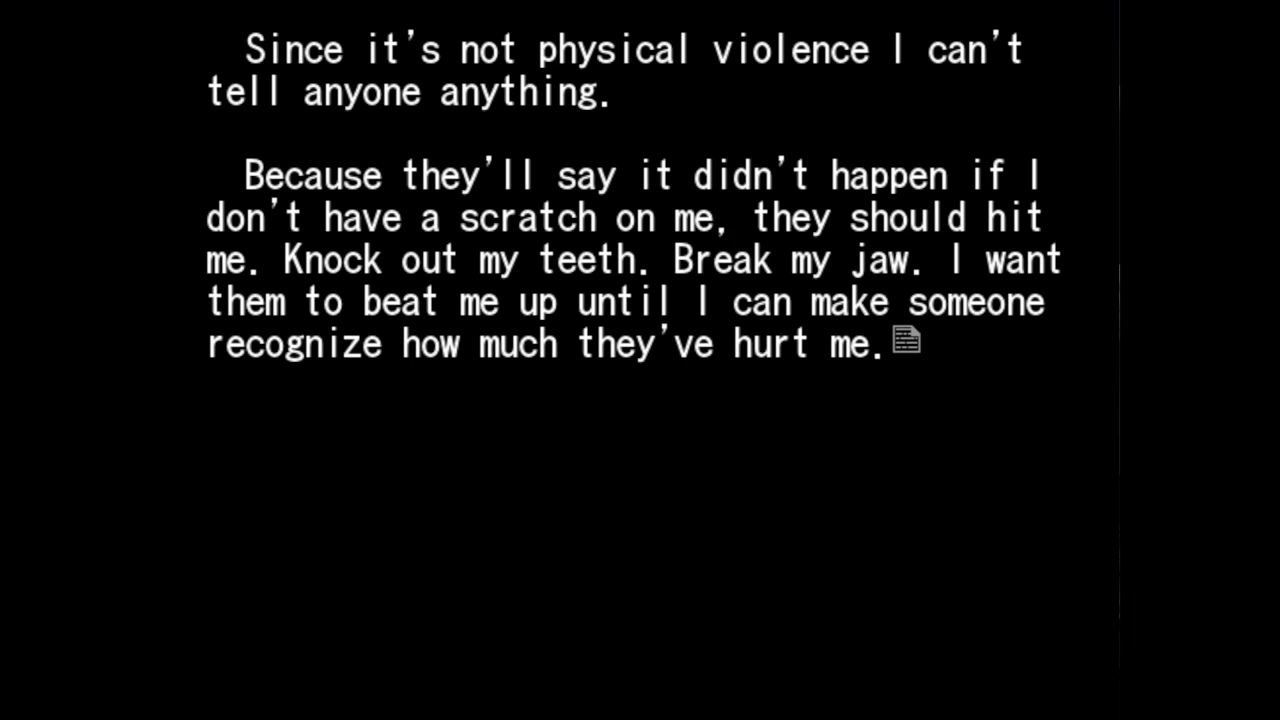 Since it's not physical violence I can't
tell anyone anything.
Because they'll say it didn't happen if I
don't have a scratch on me, they should hit
me. Knock out my teeth. Break my jaw. I want
them to beat me up until I can make someone
recognize how much they've hurt me.